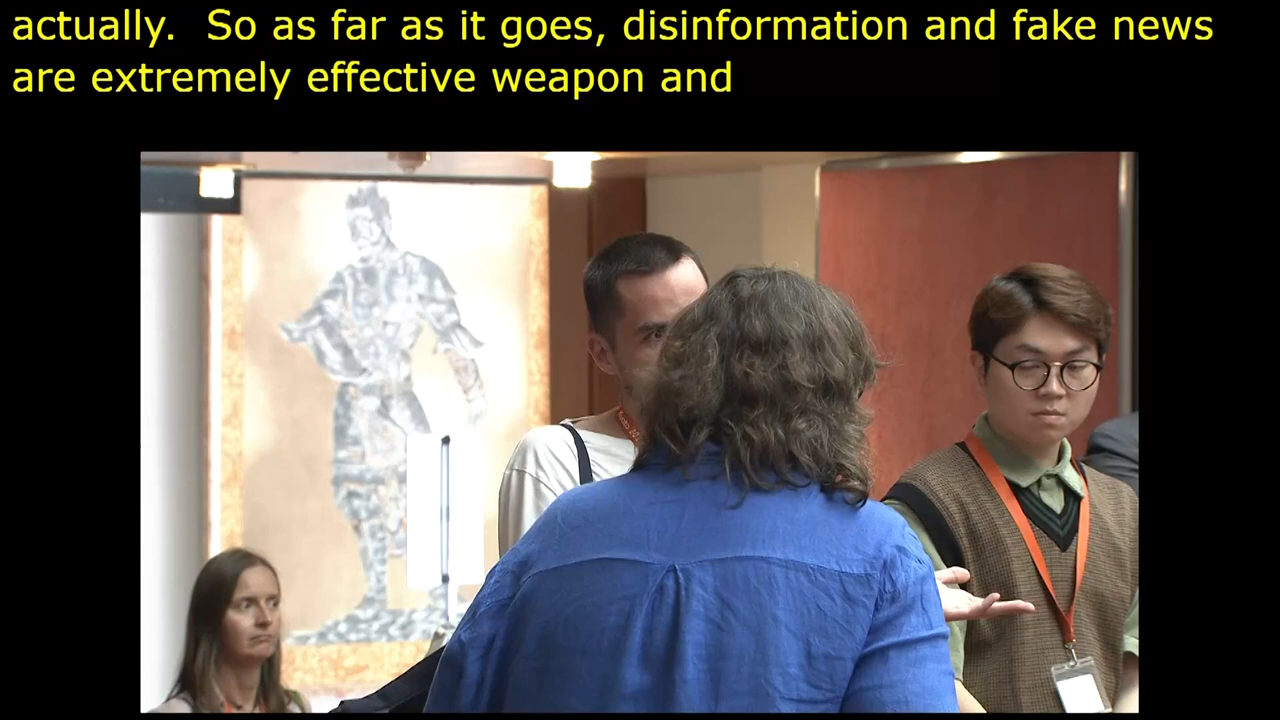 actually.  So as far as it goes, disinformation and fake news
are extremely effective weapon and